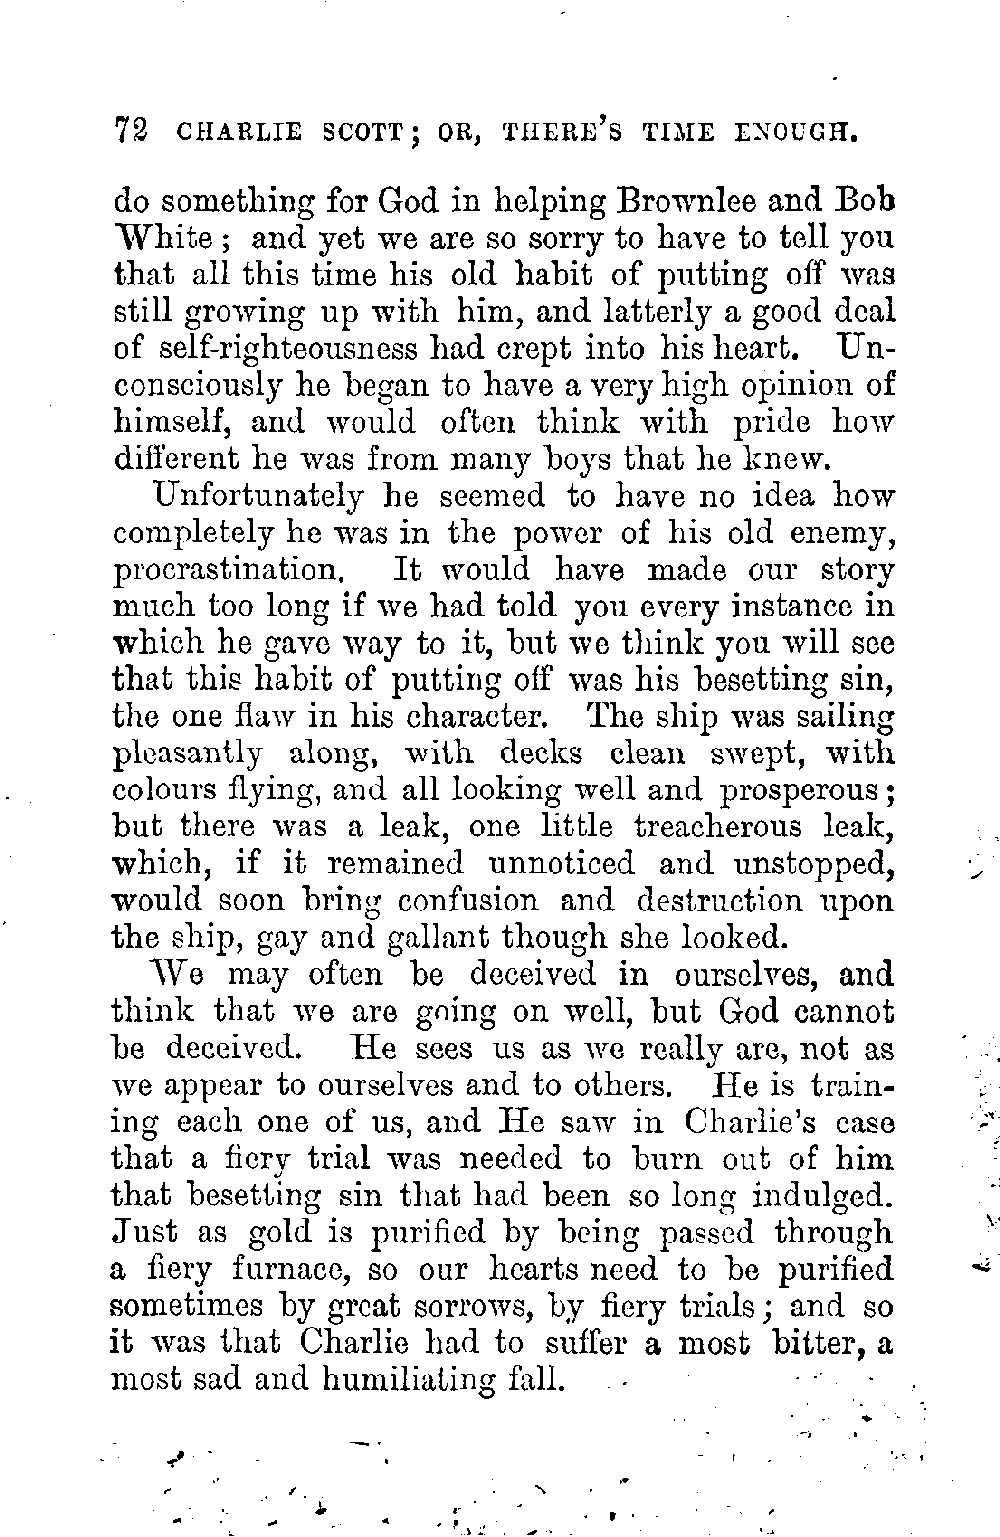 72 CHARLIE SCOTT; OR, THERE'S TIME ENOUGH.
do something for God in helping Brownlee and Bob
White; and yet we are so sorry to have to tell you
that all this time his old habit of putting off was
still growing up with him, and latterly a good deal
of self-righteousness had crept into his heart. Un-
consciously he began to have a very high opinion of
himself, and would often think with pride how
different he was from many boys that he knew.
Unfortunately he seemed to have no idea how
completely he was in the power of his old enemy,
procrastination. It would have made our story
much too long if we had told you every instance in
which he gave way to it, but we think you will see
that this habit of putting off was his besetting sin,
the one flaw in his character. The ship was sailing
pleasantly along, with decks clean swept, with
colours flying, and all looking well and prosperous;
but there was a leak, one little treacherous leak,
which, if it remained unnoticed and unstopped,
would soon bring confusion and destruction upon
the ship, gay and gallant though she looked.
We may often be deceived in ourselves, and
think that we are going on well, but God cannot
be deceived. He sees us as we really are, not as
we appear to ourselves and to others. He is train-
ing each one of us, and He saw in Charlie's case
that a fiery trial was needed to burn out of him
that besetting sin that had been so long indulged.
Just as gold is purified by being passed through
a fiery furnace, so our hearts need to be purified
sometimes by great sorrows, by fiery trials; and so
it was that Charlie had to suffer a most bitter, a
most sad and humiliating fall.